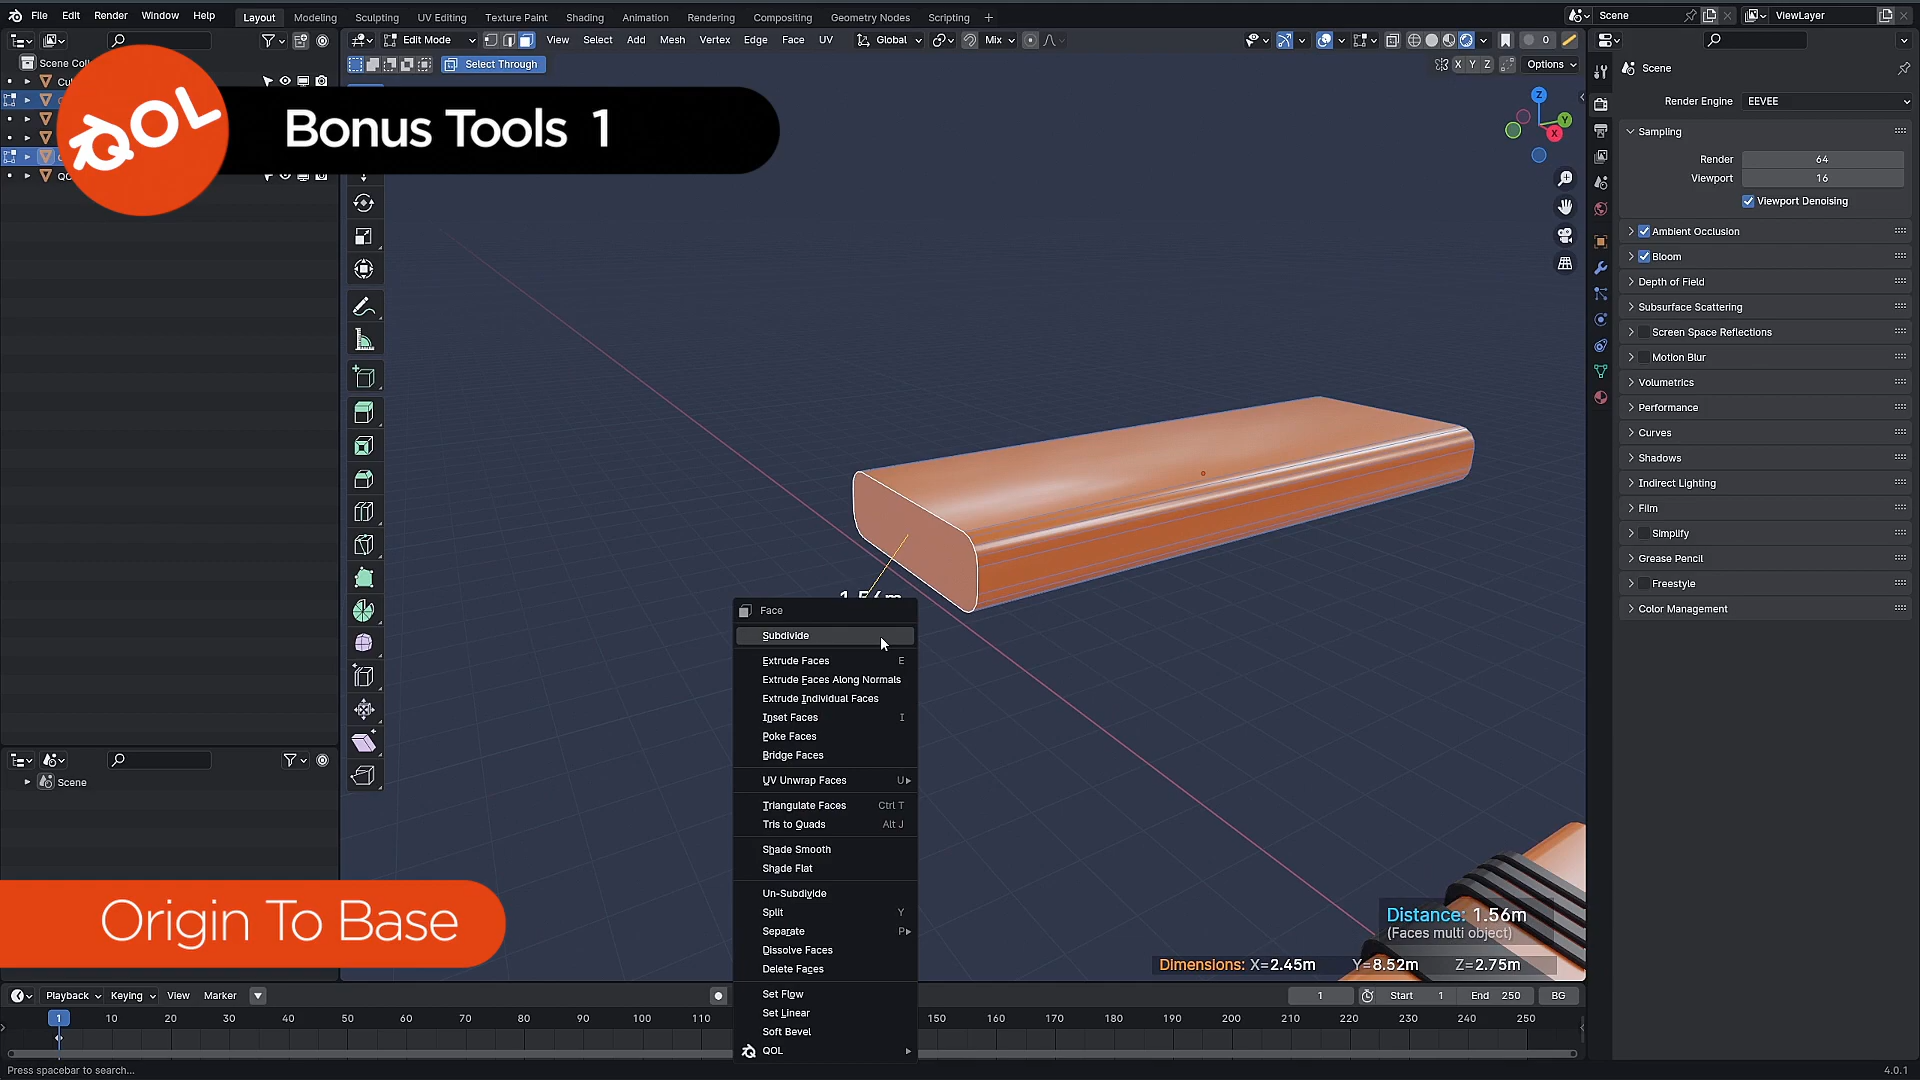 File Edit Render Window Help
Layout Modeling Sculpting UV Editing Texture Paint Shading Animation Rendering Compositing Geometry Nodes Scripting +
Scene
ViewLayer
Edit Mode View Select Add Mesh Vertex Edge Face UV Global Mix 0
Select Through
X Y Z Options
QOL
Bonus Tools 1
Z
Y
X
Scene
Render Engine EEVEE
Sampling
Render 64
Viewport 16
Viewport Denoising
Ambient Occlusion
Bloom
Depth of Field
Subsurface Scattering
Screen Space Reflections
Motion Blur
Volumetrics
Performance
Curves
Shadows
Indirect Lighting
Film
Simplify
Grease Pencil
Freestyle
Color Management
Face
Subdivide
Extrude Faces E
Extrude Faces Along Normals
Extrude Individual Faces
Inset Faces I
Poke Faces
Bridge Faces
UV Unwrap Faces U
Triangulate Faces Ctrl T
Tris to Quads Alt J
Shade Smooth
Shade Flat
Un-Subdivide
Split Y
Separate P
Dissolve Faces
Delete Faces
Set Flow
Set Linear
Soft Bevel
QOL
Scene
Origin To Base
Distance: 1.56m
(Faces multi object)
Dimensions: X=2.45m Y=8.52m Z=2.75m
Playback Keying View Marker
1 Start 1 End 250 BG
1 10 20 30 40 50 60 70 80 90 100 110 150 160 170 180 190 200 210 220 230 240 250
Press spacebar to search...
4.0.1